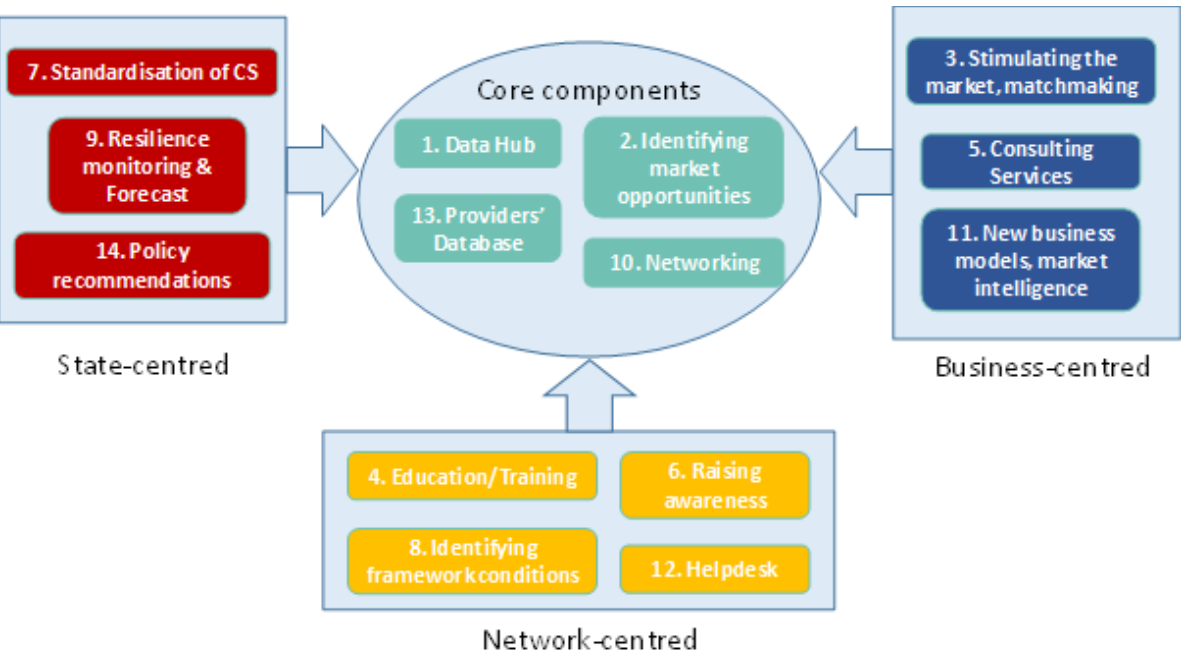 7. Standardisation of CS
9. Resilience
monitoring &
Forecast
14. Policy
recommendations
State-centred
Core components
1. Data Hub
2. Identifying
market
opportunities
13. Providers’
Database
10. Networking
3. Stimulating the
market, matchmaking
5. Consulting
Services
11. New business
models, market
intelligence
Business-centred
4. Education/Training
6. Raising
awareness
8. Identifying
framework conditions
12. Helpdesk
Network-centred